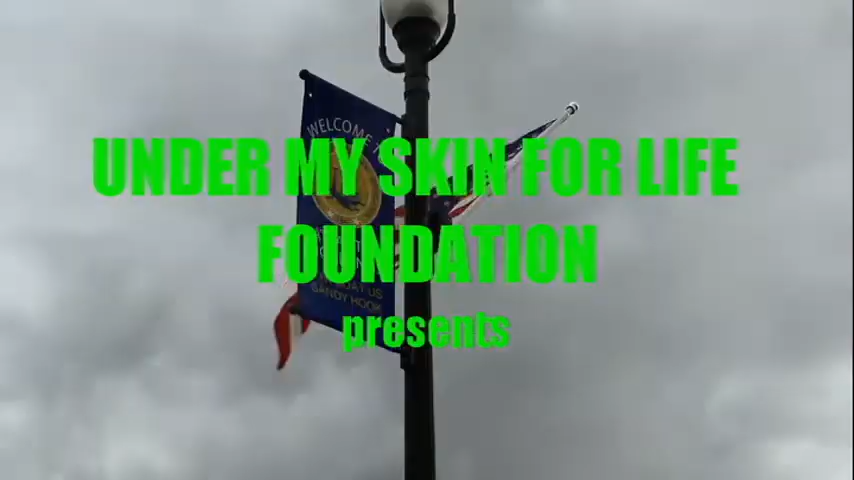 UNDER MY SKIN FOR LIFE
FOUNDATION
presents
WELCOME
SANDY HOOK